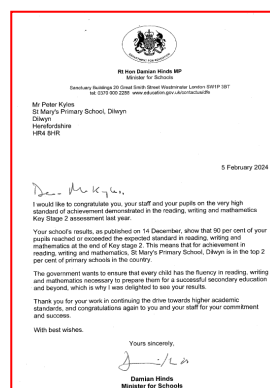 Rt Hon Damian Hinds MP
Minister for Schools
Sanctuary Buildings 20 Great Smith Street Westminster London SW1P 3BT
tel: 0370 000 2288 www.education.gov.uk/contactusdfe
Mr Peter Kyles
St Mary's Primary School, Dilwyn
Dilwyn
Herefordshire
HR4 8HR
5 February 2024
Dear Mr Kyles,
I would like to congratulate you, your staff and your pupils on the very high
standard of achievement demonstrated in the reading, writing and mathematics
Key Stage 2 assessment last year.
Your school's results, as published on 14 December, show that 90 per cent of your
pupils reached or exceeded the expected standard in reading, writing and
mathematics at the end of Key stage 2. This means that for achievement in
reading, writing and mathematics, St Mary's Primary School, Dilwyn is in the top 2
per cent of primary schools in the country.
The government wants to ensure that every child has the fluency in reading, writing
and mathematics necessary to prepare them for a successful secondary education
and beyond, which is why I was delighted to see your results.
Thank you for your work in continuing the drive towards higher academic
standards, and congratulations again to you and your staff for your commitment
and success.
With best wishes.
Yours sincerely,
Damian Hinds
Minister for Schools